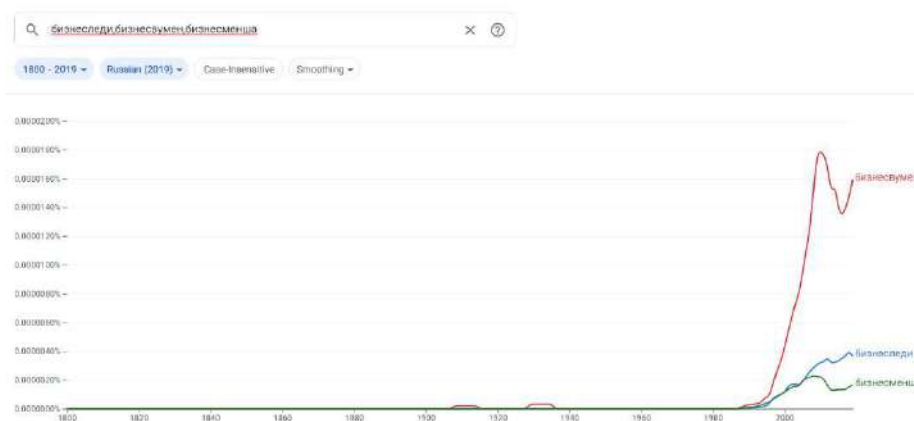 бизнеследи,бизнесвумен,бизнесменша
1800 - 2019
Russian (2019)
Case-Insensitive
Smoothing
0.0000200% -
0.0000180% -
0.0000160% -
0.0000140% -
0.0000120% -
0.0000100% -
0.0000080% -
0.0000060% -
0.0000040% -
0.0000020% -
0.0000000%
1800
1820
1840
1860
1880
1900
1920
1940
1960
1980
2000
бизнесвуме
бизнеследи
бизнесменш